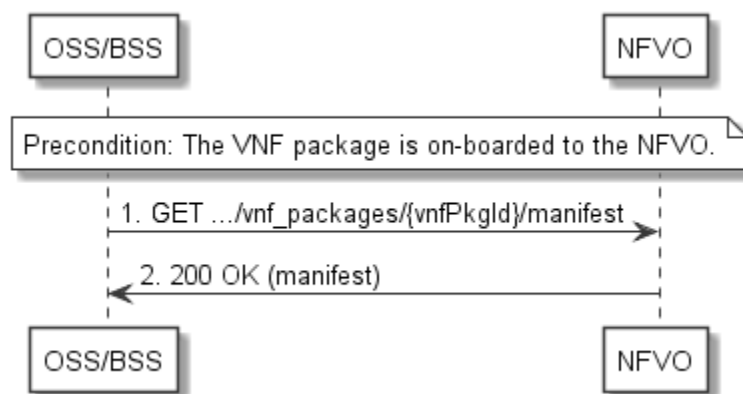 OSS/BSS
NFVO
Precondition: The VNF package is on-boarded to the NFVO.
1. GET .../vnf_packages/{vnfPkgId}/manifest
2. 200 OK (manifest)
OSS/BSS
NFVO